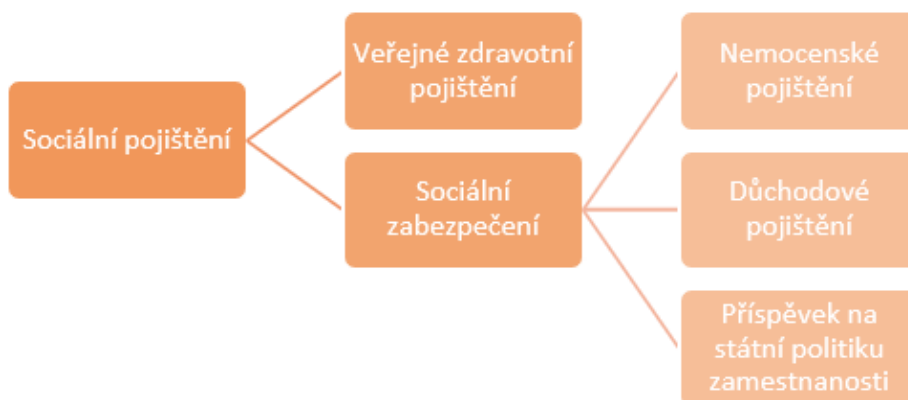 Sociální pojištění
Veřejné zdravotní
pojištění
Sociální
zabezpečení
Nemocenské
pojištění
Důchodové
pojištění
Příspěvek na
státní politiku
zamestnanosti